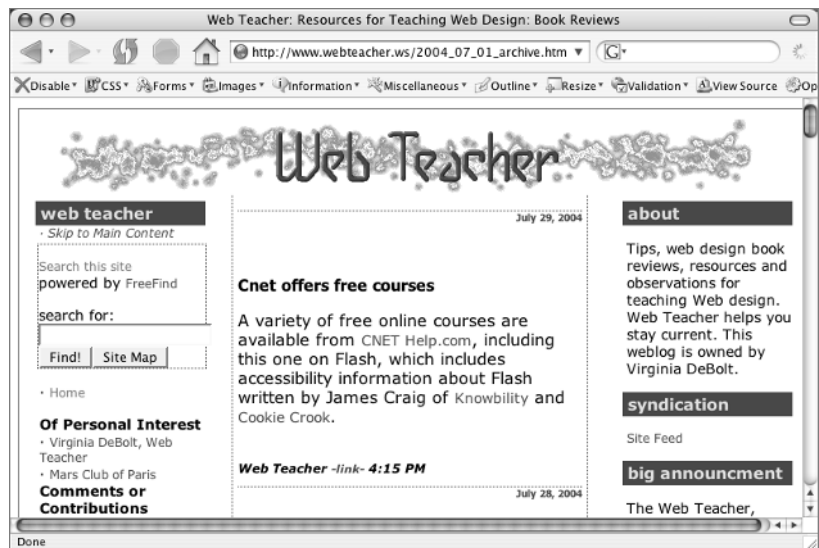 Web Teacher: Resources for Teaching Web Design: Book Reviews
http://www.webteacher.ws/2004_07_01_archive.htm
G
Disable CSS Forms Images Information Miscellaneous Outline Resize Validation View Source Op
Web Teacher
web teacher
· Skip to Main Content
Search this site
powered by FreeFind
search for:
Find! Site Map
· Home
Of Personal Interest
· Virginia DeBolt, Web
Teacher
· Mars Club of Paris
Comments or
Contributions
July 29, 2004
Cnet offers free courses
A variety of free online courses are
available from CNET Help.com, including
this one on Flash, which includes
accessibility information about Flash
written by James Craig of Knowbility and
Cookie Crook.
Web Teacher -link- 4:15 PM
July 28, 2004
about
Tips, web design book
reviews, resources and
observations for
teaching Web design.
Web Teacher helps you
stay current. This
weblog is owned by
Virginia DeBolt.
syndication
Site Feed
big announcment
The Web Teacher,
Done